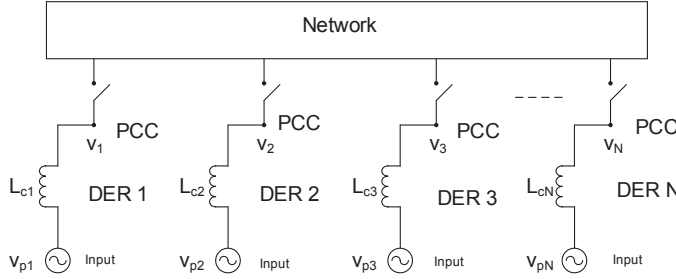 Network
PCC PCC PCC PCC
v1 v2 v3 vN
Lc1 DER 1 Lc2 DER 2 Lc3 DER 3 LcN DER N
vp1 Input vp2 Input vp3 Input vpN Input